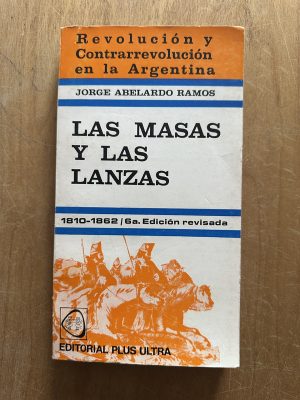 Revolución y
Contrarrevolución
en la Argentina
JORGE ABELARDO RAMOS
LAS MASAS
Y LAS
LANZAS
1810-1862/6a. Edición revisada
EDITORIAL PLUS ULTRA